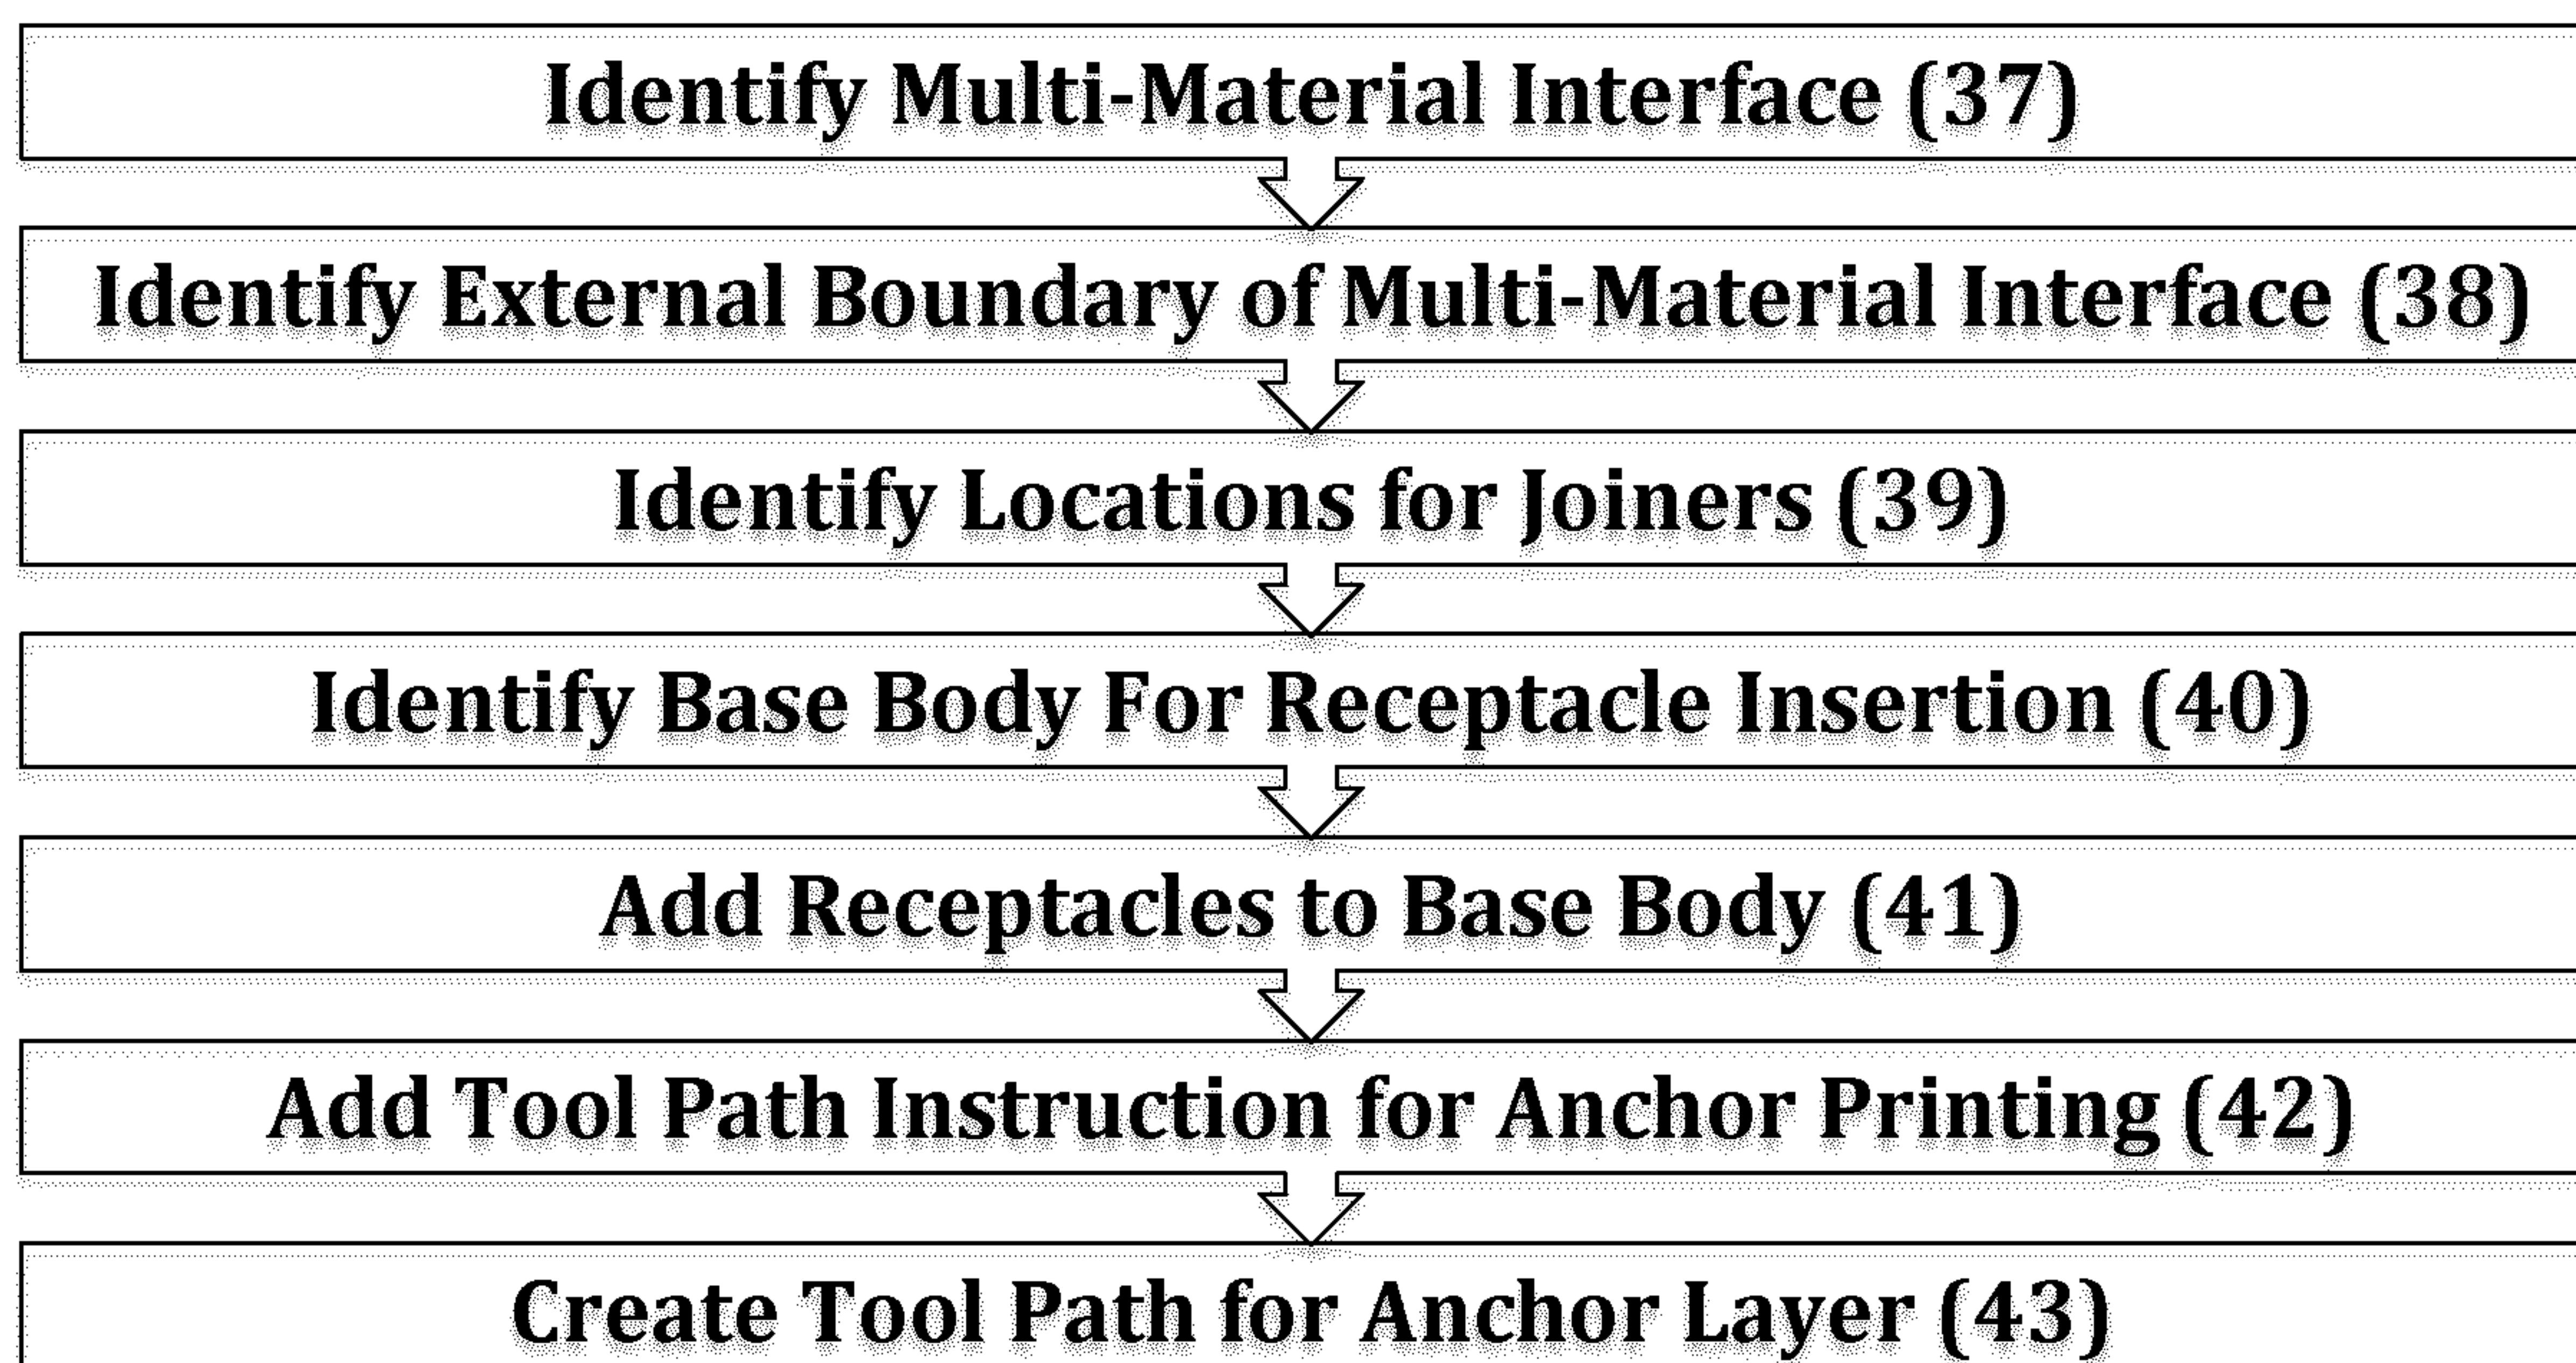 Identify Multi-Material Interface (37)
Identify External Boundary of Multi-Material Interface (38)
Identify Locations for Joiners (39)
Identify Base Body For Receptacle Insertion (40)
Add Receptacles to Base Body (41)
Add Tool Path Instruction for Anchor Printing (42)
Create Tool Path for Anchor Layer (43)